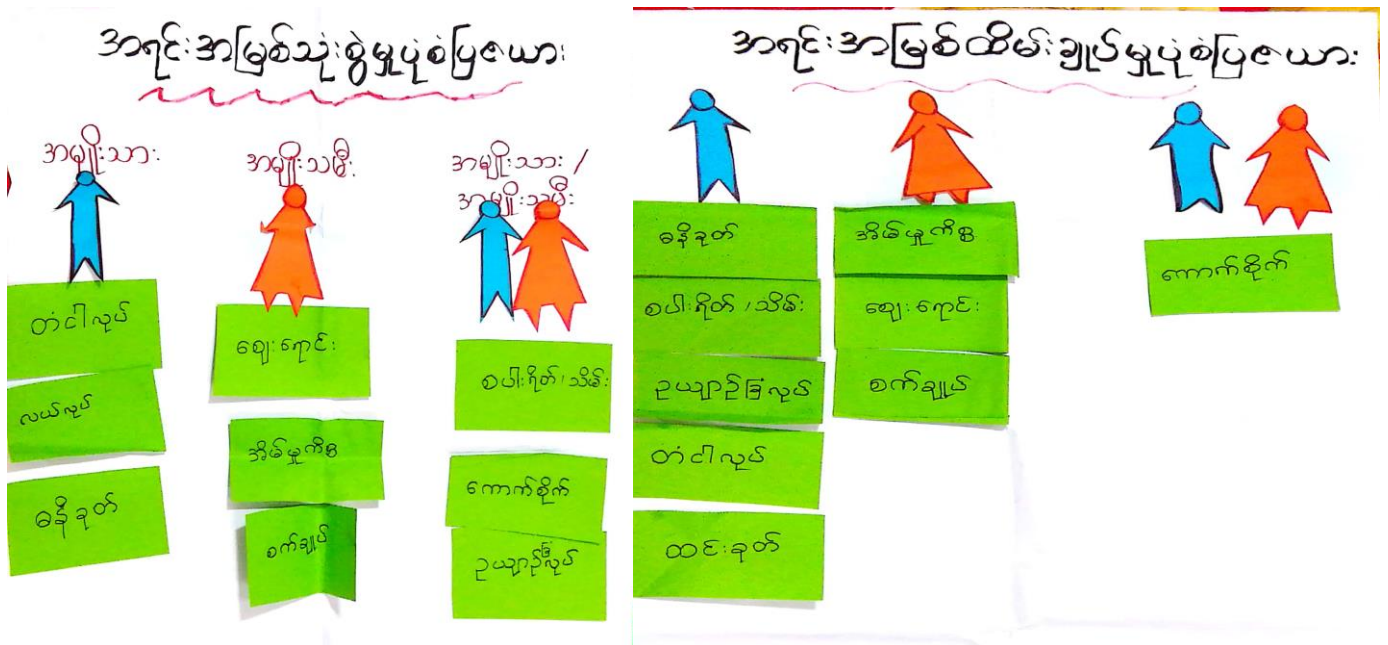 အရင်းအမြစ်သုံးစွဲမှုပုံစံပြဇယား
အမျိုးသား
အမျိုးသမီး
အမျိုးသား /
အမျိုးသမီး
တံငါလုပ်
လယ်လုပ်
ဓနိခုတ်
ဈေးရောင်း
အိမ်မှုကိစ္စ
စက်ချုပ်
စပါးရိတ်၊သိမ်း
ကောက်စိုက်
ဥယျာဉ်ခြံလုပ်
အရင်းအမြစ်ထိမ်းချုပ်မှုပုံစံပြဇယား
ဓနိခုတ်
စပါးရိတ်၊သိမ်း
ဥယျာဉ်ခြံလုပ်
တံငါလုပ်
ထင်းခုတ်
အိမ်မှုကိစ္စ
ဈေးရောင်း
စက်ချုပ်
ကောက်စိုက်